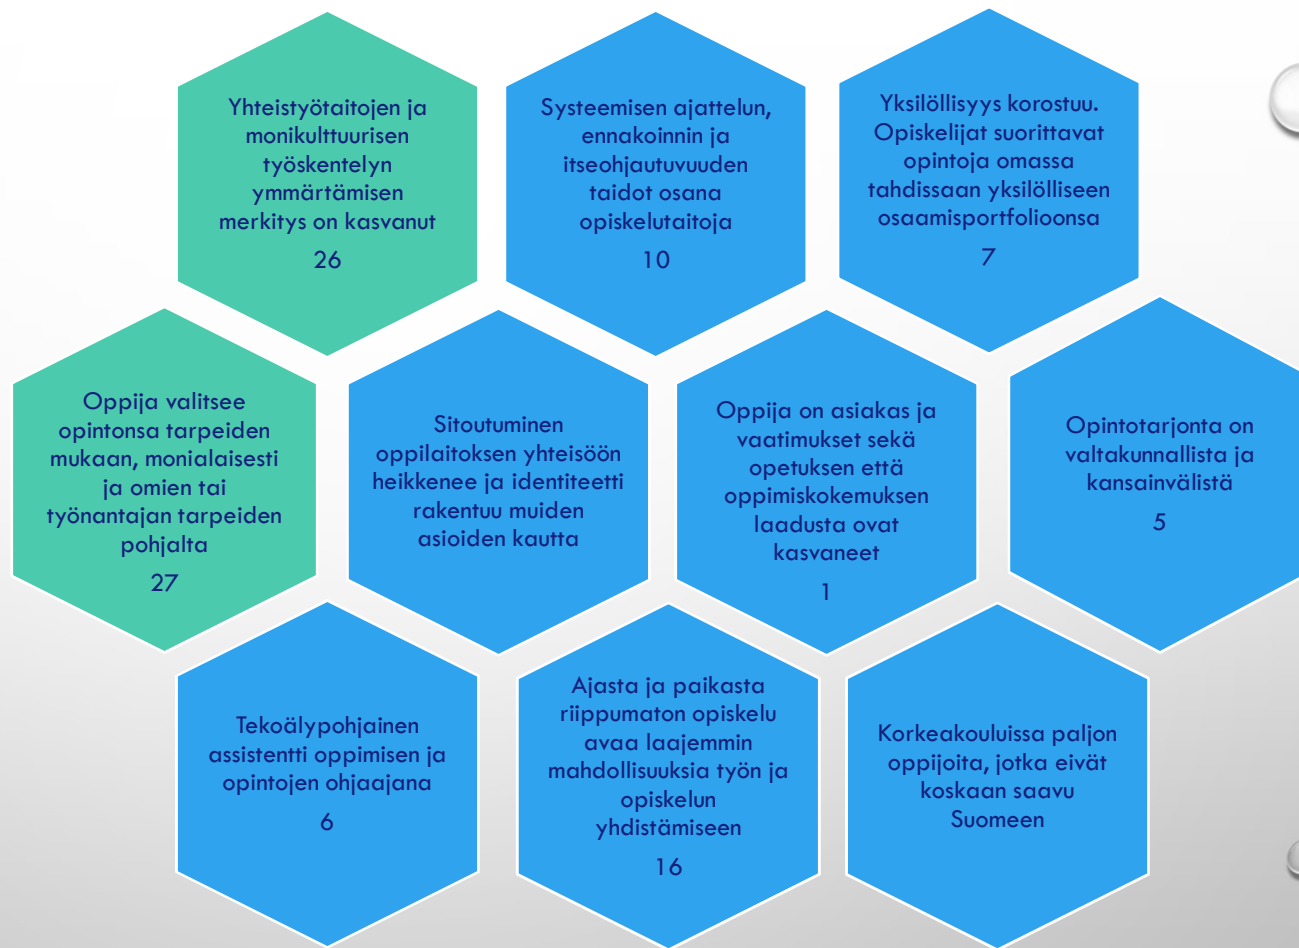 Yhteistyötaitojen ja
monikulttuurisen
työskentelyn
ymmärtämisen
merkitys on kasvanut
26
Systeemisen ajattelun,
ennakoinnin ja
itseohjautuvuuden
taidot osana
opiskelutaitoja
10
Yksilöllisyys korostuu.
Opiskelijat suorittavat
opintoja omassa
tahdissaan yksilölliseen
osaamisportfolioonsa
7
Oppija valitsee
opintonsa tarpeiden
mukaan, monialaisesti
ja omien tai
työnantajan tarpeiden
pohjalta
27
Sitoutuminen
oppilaitoksen yhteisöön
heikkenee ja identiteetti
rakentuu muiden
asioiden kautta
Oppija on asiakas ja
vaatimukset sekä
opetuksen että
oppimiskokemuksen
laadusta ovat
kasvaneet
1
Opintotarjonta on
valtakunnallista ja
kansainvälistä
5
Tekoälypohjainen
assistentti oppimisen ja
opintojen ohjaajana
6
Ajasta ja paikasta
riippumaton opiskelu
avaa laajemmin
mahdollisuuksia työn ja
opiskelun
yhdistämiseen
16
Korkeakouluissa paljon
oppijoita, jotka eivät
koskaan saavu
Suomeen